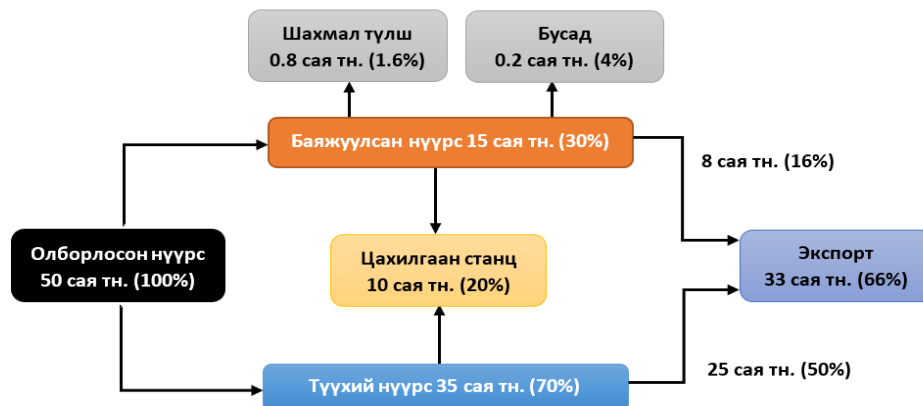 Шахмал түлш
0.8 сая тн. (1.6%)
Бусад
0.2 сая тн. (4%)
Баяжуулсан нүүрс 15 сая тн. (30%)
8 сая тн. (16%)
Олборлосон нүүрс
50 сая тн. (100%)
Цахилгаан станц
10 сая тн. (20%)
Экспорт
33 сая тн. (66%)
Түүхий нүүрс 35 сая тн. (70%)
25 сая тн. (50%)